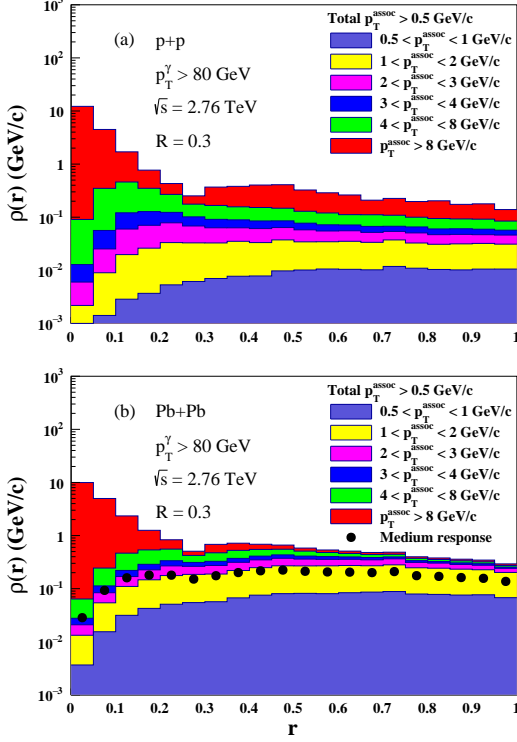 10³
10²
10
1
10⁻¹
10⁻²
10⁻³
ρ(r) (GeV/c)
(a) p+p
p_T^γ > 80 GeV
√s = 2.76 TeV
R = 0.3
Total p_T^assoc > 0.5 GeV/c
0.5 < p_T^assoc < 1 GeV/c
1 < p_T^assoc < 2 GeV/c
2 < p_T^assoc < 3 GeV/c
3 < p_T^assoc < 4 GeV/c
4 < p_T^assoc < 8 GeV/c
p_T^assoc > 8 GeV/c
0 0.1 0.2 0.3 0.4 0.5 0.6 0.7 0.8 0.9 1
10³
10²
10
1
10⁻¹
10⁻²
10⁻³
ρ(r) (GeV/c)
(b) Pb+Pb
p_T^γ > 80 GeV
√s = 2.76 TeV
R = 0.3
Total p_T^assoc > 0.5 GeV/c
0.5 < p_T^assoc < 1 GeV/c
1 < p_T^assoc < 2 GeV/c
2 < p_T^assoc < 3 GeV/c
3 < p_T^assoc < 4 GeV/c
4 < p_T^assoc < 8 GeV/c
p_T^assoc > 8 GeV/c
Medium response
0 0.1 0.2 0.3 0.4 0.5 0.6 0.7 0.8 0.9 1
r